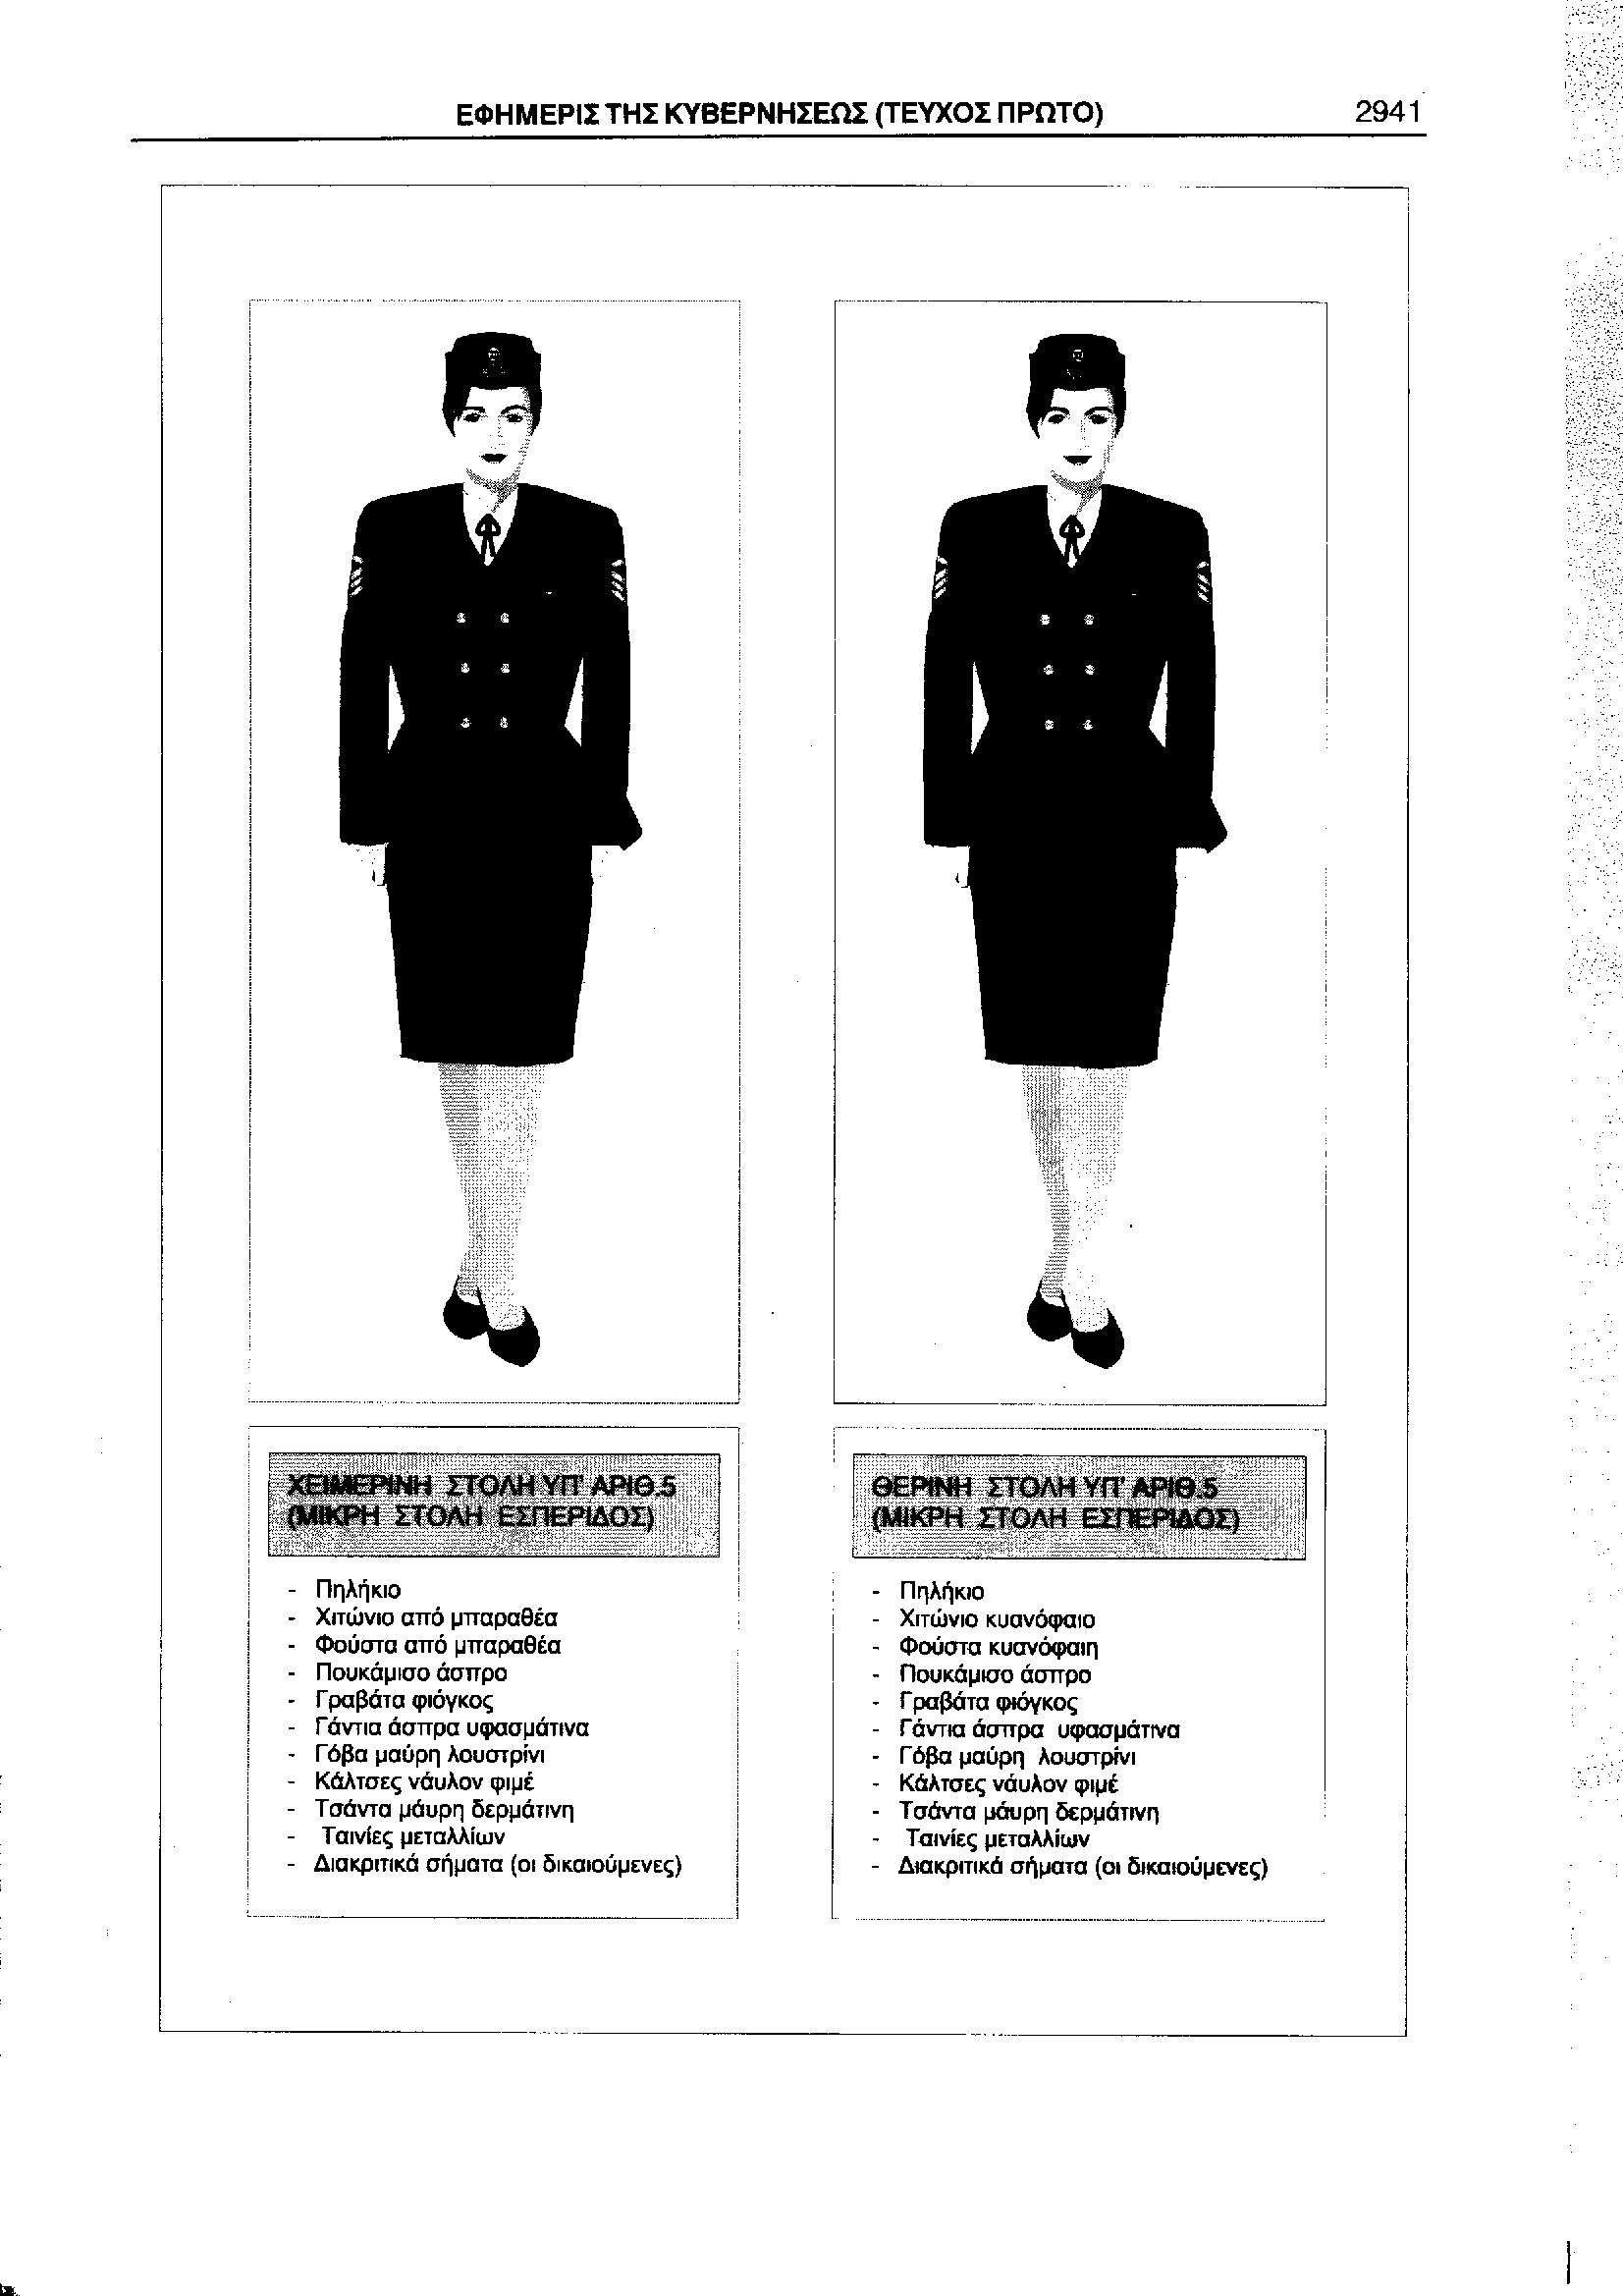 ΕΦΗΜΕΡΙΣ ΤΗΣ ΚΥΒΕΡΝΗΣΕΩΣ (ΤΕΥΧΟΣ ΠΡΩΤΟ) 2941
ΧΕΙΜΕΡΙΝΗ ΣΤΟΛΗ ΥΠ' ΑΡΙΘ.5
(ΜΙΚΡΗ ΣΤΟΛΗ ΕΣΠΕΡΙΔΟΣ)
- Πηλήκιο
- Χιτώνιο από μπαραθέα
- Φούστα από μπαραθέα
- Πουκάμισο άσπρο
- Γραβάτα φιόγκος
- Γάντια άσπρα υφασμάτινα
- Γόβα μαύρη λουστρίνι
- Κάλτσες νάυλον φιμέ
- Τσάντα μάυρη δερμάτινη
- Ταινίες μεταλλίων
- Διακριτικά σήματα (οι δικαιούμενες)
ΘΕΡΙΝΗ ΣΤΟΛΗ ΥΠ' ΑΡΙΘ.5
(ΜΙΚΡΗ ΣΤΟΛΗ ΕΣΠΕΡΙΔΟΣ)
- Πηλήκιο
- Χιτώνιο κυανόφαιο
- Φούστα κυανόφαιη
- Πουκάμισο άσπρο
- Γραβάτα φιόγκος
- Γάντια άσπρα υφασμάτινα
- Γόβα μαύρη λουστρίνι
- Κάλτσες νάυλον φιμέ
- Τσάντα μάυρη δερμάτινη
- Ταινίες μεταλλίων
- Διακριτικά σήματα (οι δικαιούμενες)